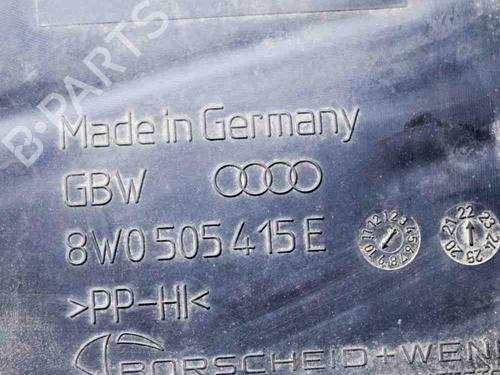 B-PARTS
Made in Germany
GBW
8W0 505 415 E
>PP-HI<
BORSCHEID+WEN